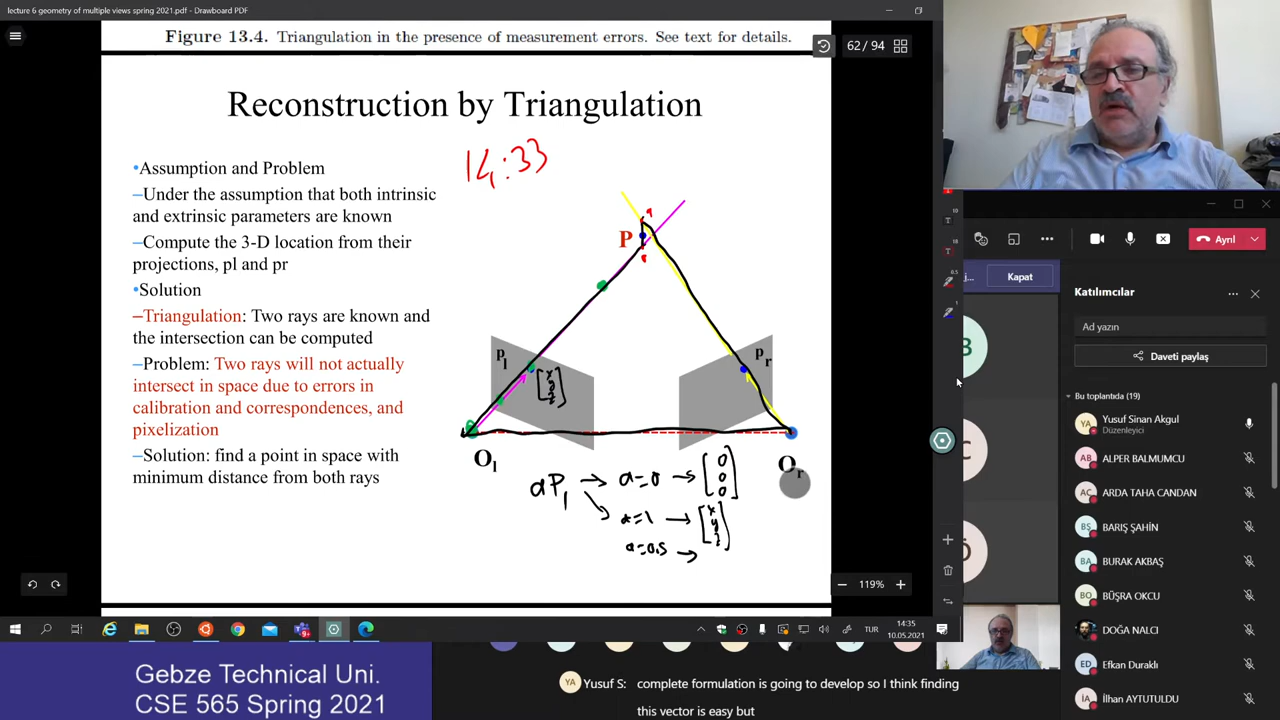 lecture 6 geometry of multiple views spring 2021.pdf - Drawboard PDF
Figure 13.4. Triangulation in the presence of measurement errors. See text for details.
62 / 94
Reconstruction by Triangulation
14:33
•Assumption and Problem
–Under the assumption that both intrinsic
and extrinsic parameters are known
–Compute the 3-D location from their
projections, pl and pr
•Solution
–Triangulation: Two rays are known and
the intersection can be computed
–Problem: Two rays will not actually
intersect in space due to errors in
calibration and correspondences, and
pixelization
–Solution: find a point in space with
minimum distance from both rays
P
pl
pr
[x y z]
Ol
Or
aPl → a=0 → [0 0 0]
a=1 → [x y z]
a=0.5 →
119%
Ayrıl
Kapat
Katılımcılar
Ad yazın
Daveti paylaş
Bu toplantıda (19)
YA Yusuf Sinan Akgul
Düzenleyici
AB ALPER BALMUMCU
AT ARDA TAHA CANDAN
BŞ BARIŞ ŞAHİN
BA BURAK AKBAŞ
BO BÜŞRA OKCU
DOĞA NALCI
ED Efkan Duraklı
İA İlhan AYTUTULDU
TUR
14:35
10.05.2021
Gebze Technical Uni.
CSE 565 Spring 2021
YA Yusuf S: complete formulation is going to develop so I think finding
this vector is easy but